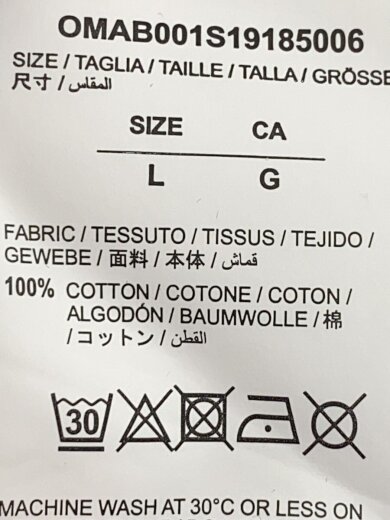 OMAB001S19185006
SIZE / TAGLIA / TAILLE / TALLA / GRÖSSE
尺寸 / المقاس /
SIZE CA
L G
FABRIC / TESSUTO / TISSUS / TEJIDO /
GEWEBE / 面料 / 本体 / قماش
100% COTTON / COTONE / COTON /
ALGODÓN / BAUMWOLLE / 棉
/ コットン / القطن
30
MACHINE WASH AT 30°C OR LESS ON